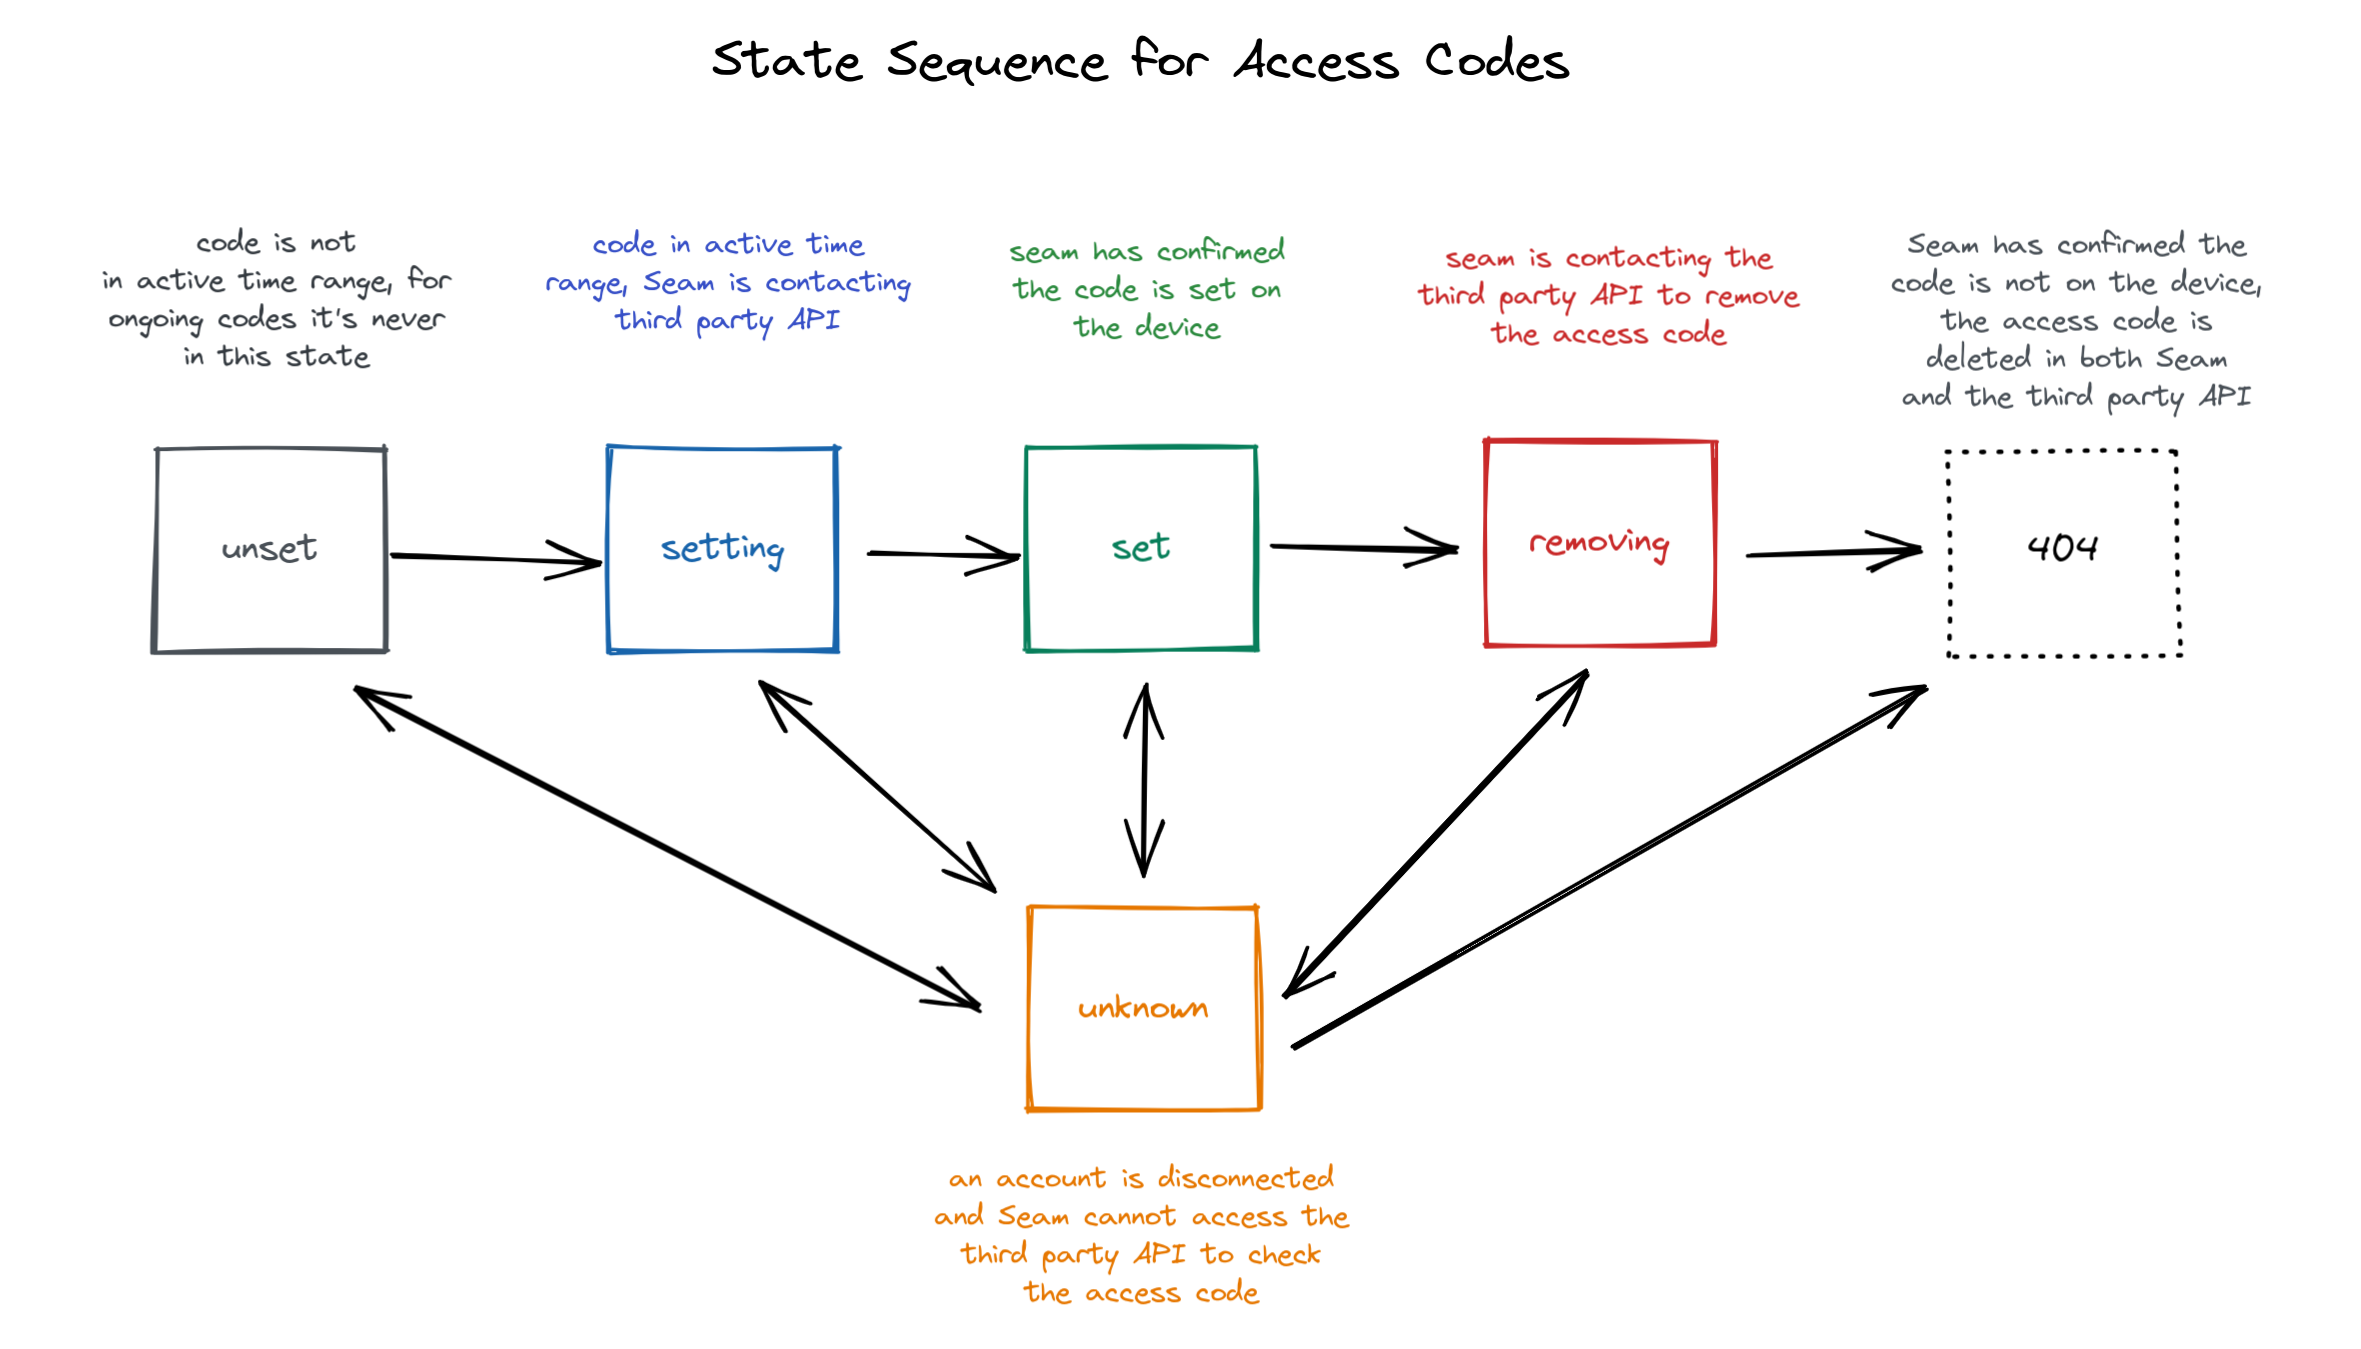 State Sequence for Access Codes
code is not
in active time range, for
ongoing codes it's never
in this state
code in active time
range, Seam is contacting
third party API
seam has confirmed
the code is set on
the device
seam is contacting the
third party API to remove
the access code
Seam has confirmed the
code is not on the device,
the access code is
deleted in both Seam
and the third party API
unset
setting
set
removing
404
unknown
an account is disconnected
and Seam cannot access the
third party API to check
the access code